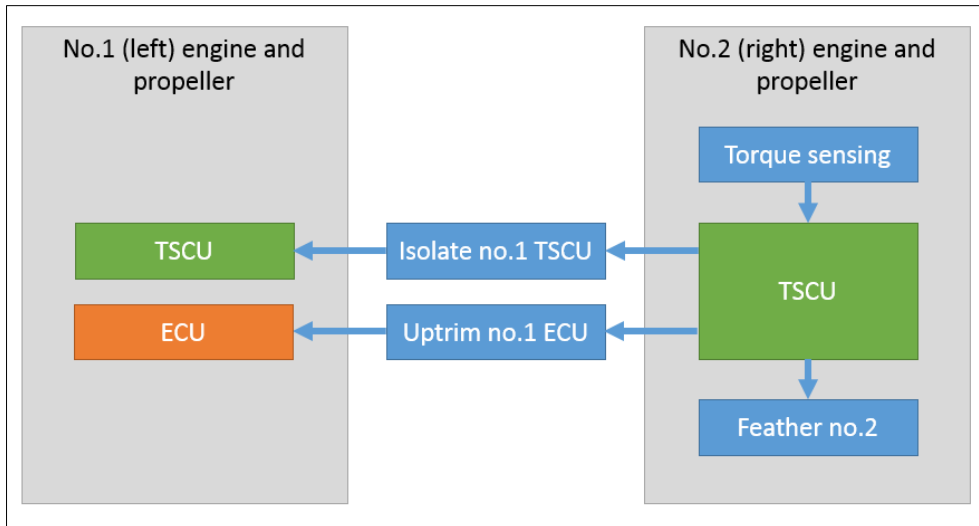 No.1 (left) engine and
propeller
No.2 (right) engine and
propeller
Torque sensing
TSCU
Isolate no.1 TSCU
TSCU
ECU
Uptrim no.1 ECU
Feather no.2